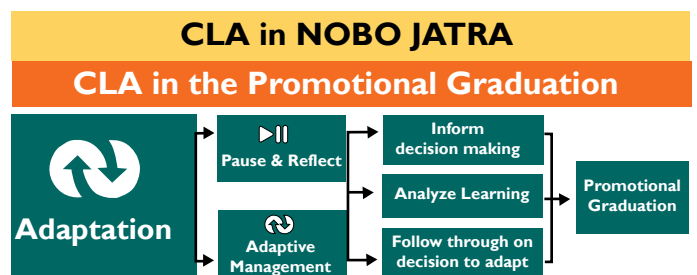 CLA in NOBO JATRA
CLA in the Promotional Graduation
Adaptation
Pause & Reflect
Adaptive
Management
Inform
decision making
Analyze Learning
Follow through on
decision to adapt
Promotional
Graduation